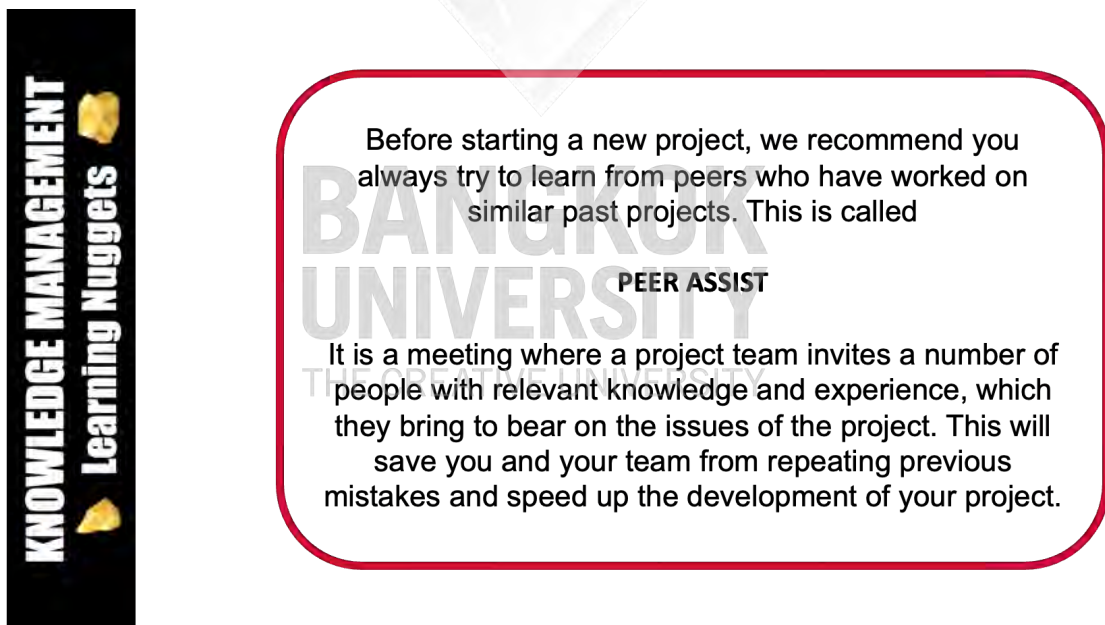 KNOWLEDGE MANAGEMENT
Learning Nuggets
Before starting a new project, we recommend you
always try to learn from peers who have worked on
similar past projects. This is called
PEER ASSIST
It is a meeting where a project team invites a number of
people with relevant knowledge and experience, which
they bring to bear on the issues of the project. This will
save you and your team from repeating previous
mistakes and speed up the development of your project.
BANGKOK
UNIVERSITY
THE CREATIVE UNIVERSITY